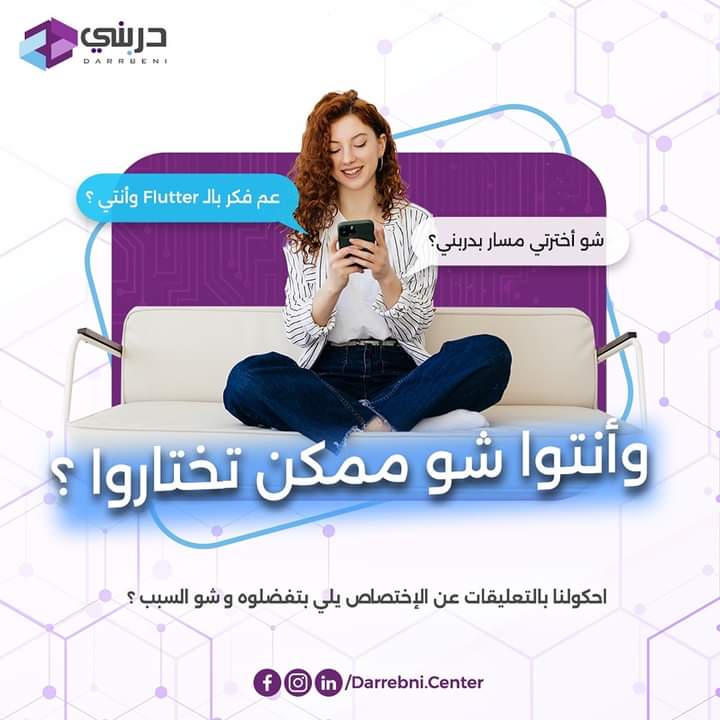 دربني
DARRBENI
عم فكر بالـ Flutter وأنتي ؟
شو أخترتي مسار بدربني؟
وأنتوا شو ممكن تختاروا ؟
احكولنا بالتعليقات عن الإختصاص يلي بتفضلوه و شو السبب ؟
/Darrebni.Center